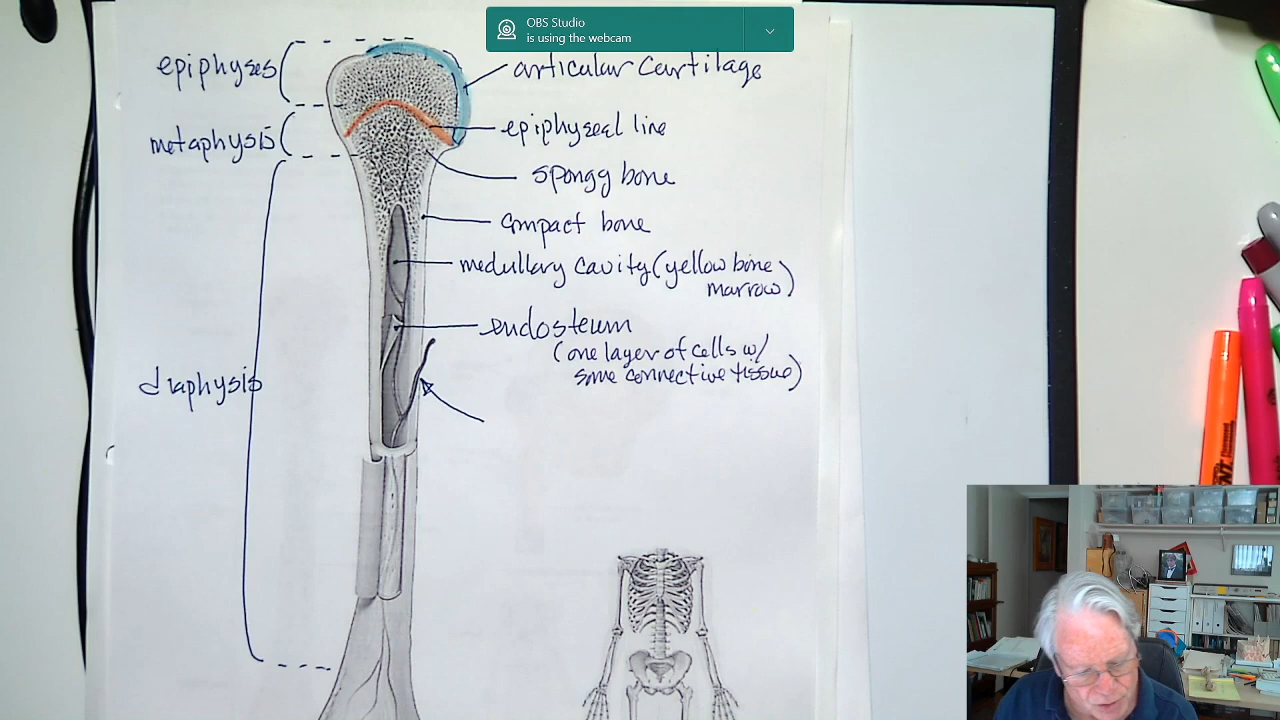 OBS Studio
is using the webcam
epiphyses
articular cartilage
epiphyseal line
metaphysis
spongy bone
compact bone
medullary cavity (yellow bone
marrow)
endosteum
(one layer of cells w/
some connective tissue)
diaphysis